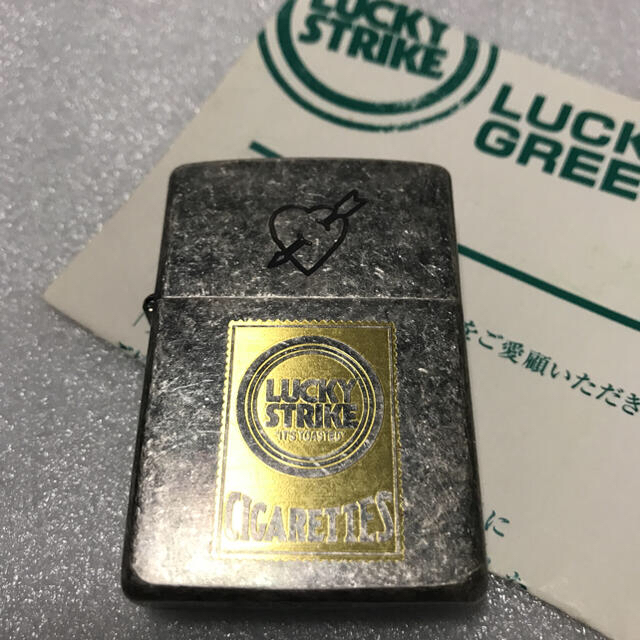 LUCKY
STRIKE
LUCK
GREE
をご愛顧いただき
に
LUCKY
STRIKE
"IT'S TOASTED"
CIGARETTES